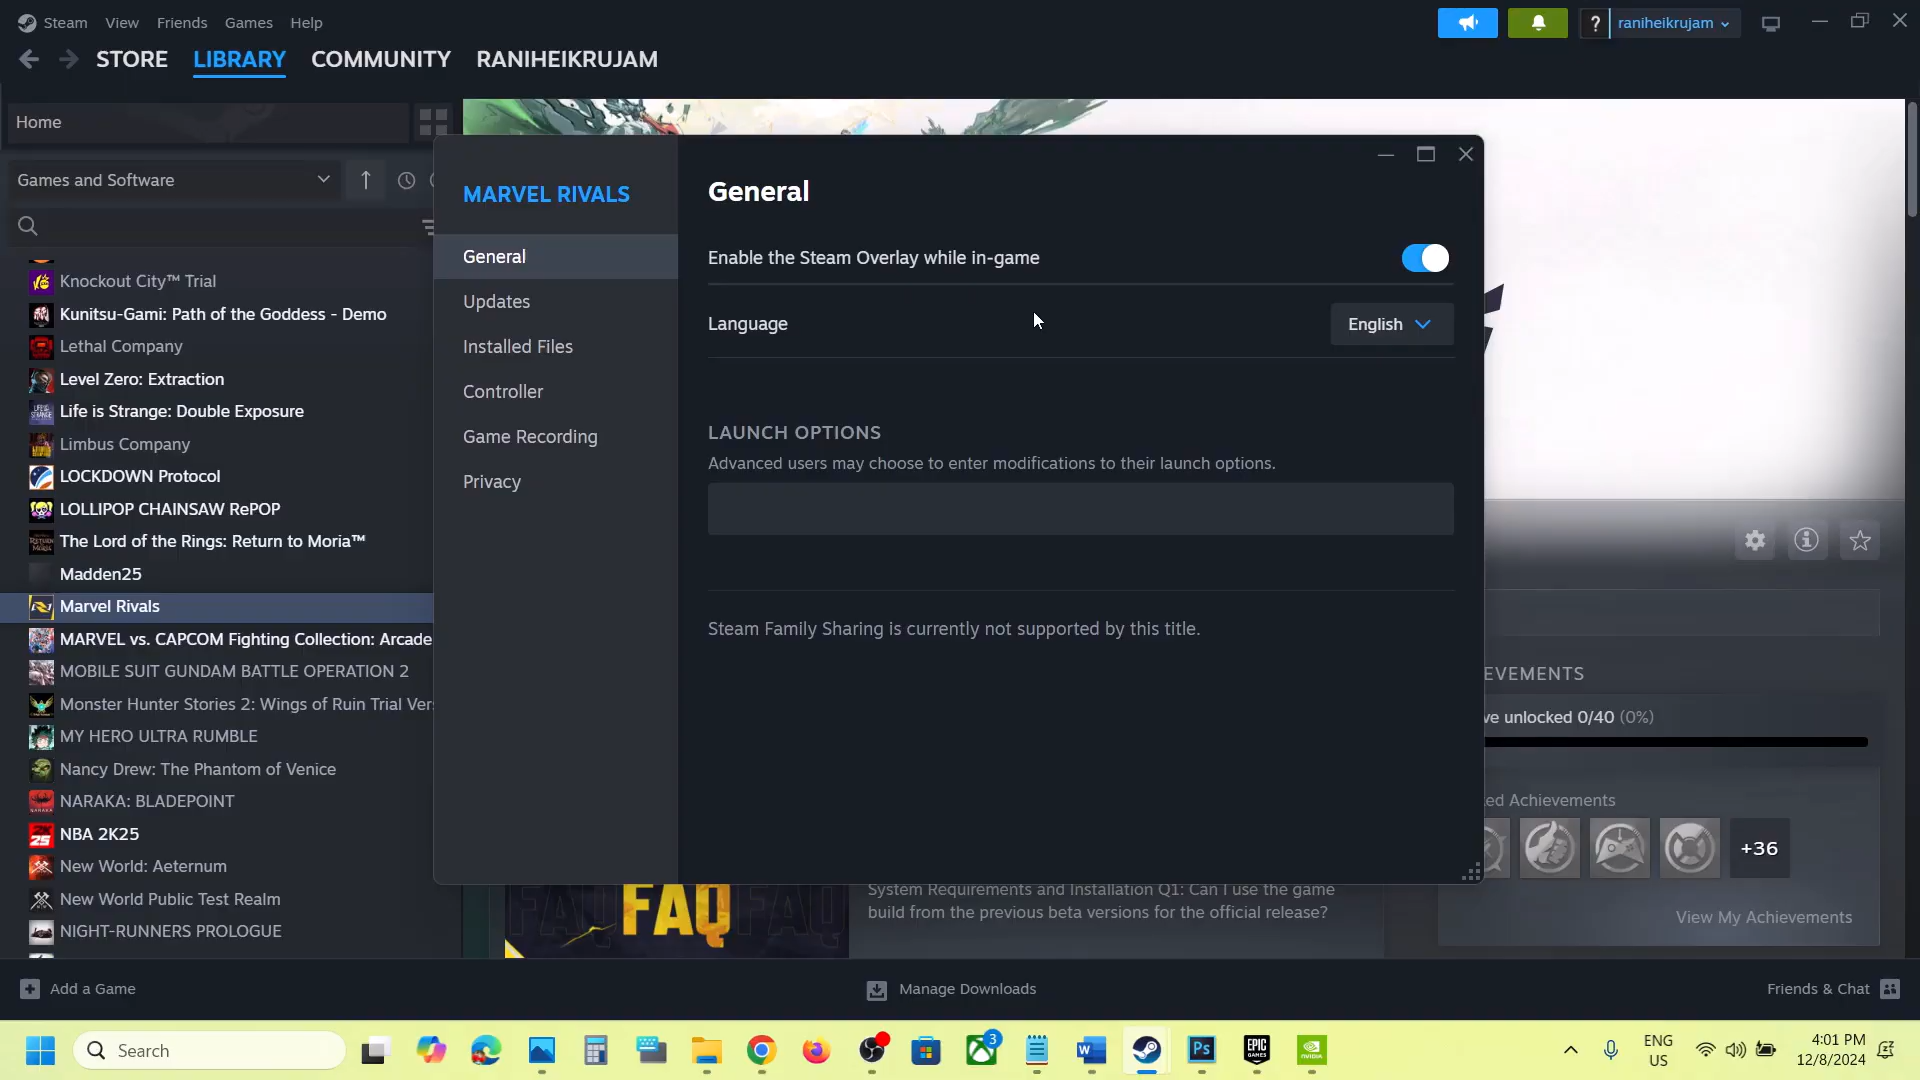 Steam View Friends Games Help
raniheikrujam
STORE LIBRARY COMMUNITY RANIHEIKRUJAM
Home
Games and Software
Knockout City™ Trial
Kunitsu-Gami: Path of the Goddess - Demo
Lethal Company
Level Zero: Extraction
Life is Strange: Double Exposure
Limbus Company
LOCKDOWN Protocol
LOLLIPOP CHAINSAW RePOP
The Lord of the Rings: Return to Moria™
Madden25
Marvel Rivals
MARVEL vs. CAPCOM Fighting Collection: Arcade
MOBILE SUIT GUNDAM BATTLE OPERATION 2
Monster Hunter Stories 2: Wings of Ruin Trial Ver
MY HERO ULTRA RUMBLE
Nancy Drew: The Phantom of Venice
NARAKA: BLADEPOINT
NBA 2K25
New World: Aeternum
New World Public Test Realm
NIGHT-RUNNERS PROLOGUE
MARVEL RIVALS
General
Updates
Installed Files
Controller
Game Recording
Privacy
General
Enable the Steam Overlay while in-game
Language English
LAUNCH OPTIONS
Advanced users may choose to enter modifications to their launch options.
Steam Family Sharing is currently not supported by this title.
EVEMENTS
ve unlocked 0/40 (0%)
ed Achievements
+36
View My Achievements
FAQ FAQ FAQ
System Requirements and Installation Q1: Can I use the game
build from the previous beta versions for the official release?
Add a Game
Manage Downloads
Friends & Chat
Search
3
ENG
US
4:01 PM
12/8/2024